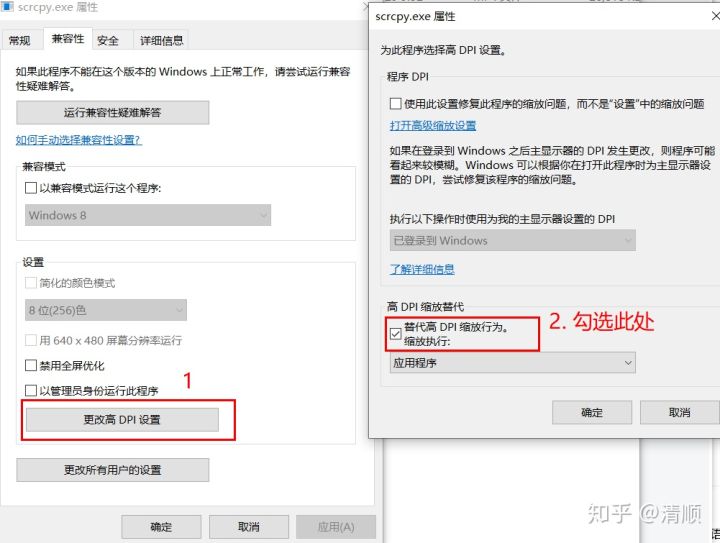 scrcpy.exe 属性
常规
兼容性
安全
详细信息
如果此程序不能在这个版本的 Windows 上正常工作，请尝试运行兼容
性疑难解答。
运行兼容性疑难解答
如何手动选择兼容性设置?
兼容模式
以兼容模式运行这个程序:
Windows 8
设置
简化的颜色模式
8 位(256)色
用 640 x 480 屏幕分辨率运行
禁用全屏优化
以管理员身份运行此程序
1
更改高 DPI 设置
更改所有用户的设置
确定
取消
应用(A)
scrcpy.exe 属性
为此程序选择高 DPI 设置。
程序 DPI
使用此设置修复此程序的缩放问题，而不是“设置”中的缩放问题
打开高级缩放设置
如果在登录到 Windows 之后主显示器的 DPI 发生更改，则程序可能
看起来较模糊。Windows 可以根据你在打开此程序时为主显示器设
置的 DPI，尝试修复该程序的缩放问题。
执行以下操作时使用为我的主显示器设置的 DPI
已登录到 Windows
了解详细信息
高 DPI 缩放替代
替代高 DPI 缩放行为。
缩放执行:
2. 勾选此处
应用程序
确定
取消
知乎 @清顺